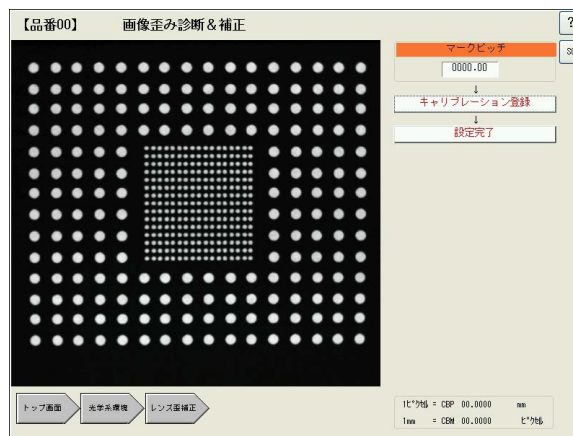 【品番00】 画像歪み診断＆補正
?
マークピッチ
0000.00
↓
キャリブレーション登録
↓
設定完了
トップ画面 光学系環境 レンズ歪補正
1ﾋﾟｸｾﾙ = CBP 00.0000 mm
1mm = CBM 00.0000 ﾋﾟｸｾﾙ